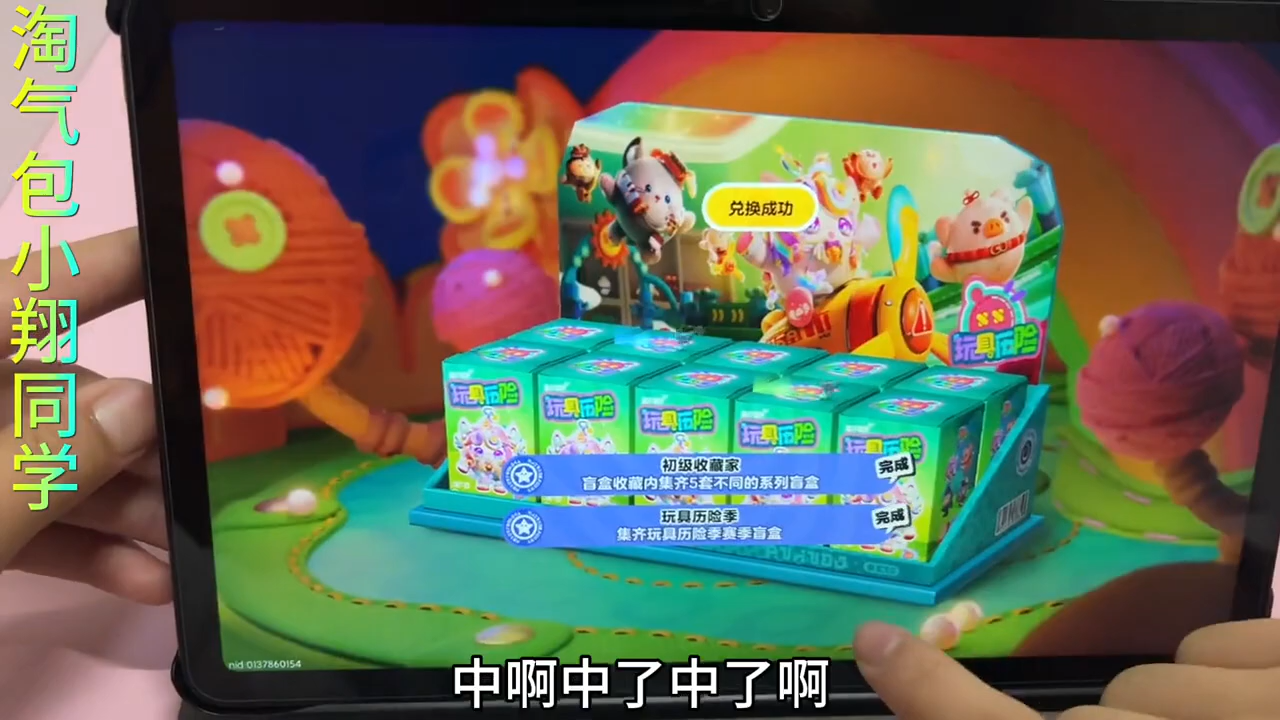 淘气包小翔同学
兑换成功
玩具历险
玩具历险
玩具历险
玩具历险
玩具历险
玩具历险
初级收藏家
完成
盲盒收藏内集齐5套不同的系列盲盒
玩具历险季
完成
集齐玩具历险季赛季盲盒
nid:0137860154
中啊中了中了啊